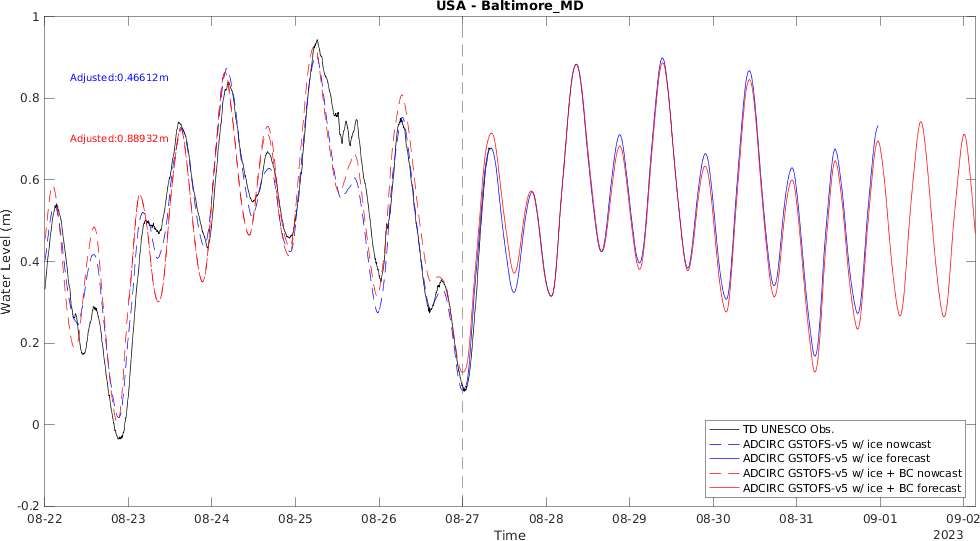 USA - Baltimore_MD
1
0.8
0.6
0.4
0.2
0
-0.2
Water Level (m)
Adjusted:0.46612m
Adjusted:0.88932m
TD UNESCO Obs.
ADCIRC GSTOFS-v5 w/ ice nowcast
ADCIRC GSTOFS-v5 w/ ice forecast
ADCIRC GSTOFS-v5 w/ ice + BC nowcast
ADCIRC GSTOFS-v5 w/ ice + BC forecast
08-22 08-23 08-24 08-25 08-26 08-27 08-28 08-29 08-30 08-31 09-01 09-02
Time
2023